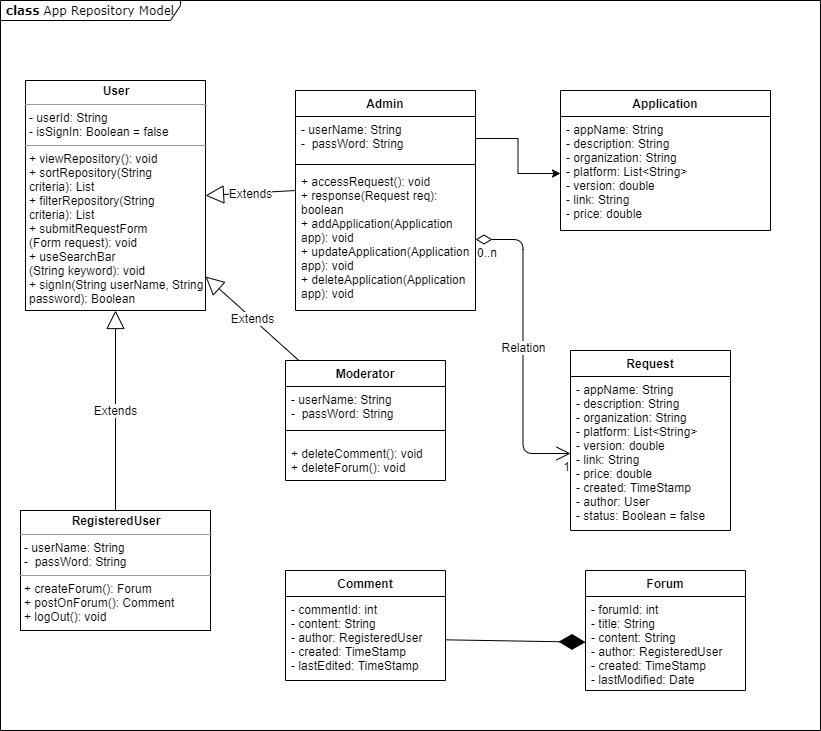 class App Repository Model
User
- userId: String
- isSignIn: Boolean = false
+ viewRepository(): void
+ sortRepository(String
criteria): List
+ filterRepository(String
criteria): List
+ submitRequestForm
(Form request): void
+ useSearchBar
(String keyword): void
+ signIn(String userName, String
password): Boolean
Extends
Admin
- userName: String
-  passWord: String
+ accessRequest(): void
+ response(Request req):
boolean
+ addApplication(Application
app): void
+ updateApplication(Application
app): void
+ deleteApplication(Application
app): void
Application
- appName: String
- description: String
- organization: String
- platform: List<String>
- version: double
- link: String
- price: double
0..n
Relation
1
Extends
Moderator
- userName: String
-  passWord: String
+ deleteComment(): void
+ deleteForum(): void
Request
- appName: String
- description: String
- organization: String
- platform: List<String>
- version: double
- link: String
- price: double
- created: TimeStamp
- author: User
- status: Boolean = false
Extends
RegisteredUser
- userName: String
-  passWord: String
+ createForum(): Forum
+ postOnForum(): Comment
+ logOut(): void
Comment
- commentId: int
- content: String
- author: RegisteredUser
- created: TimeStamp
- lastEdited: TimeStamp
Forum
- forumId: int
- title: String
- content: String
- author: RegisteredUser
- created: TimeStamp
- lastModified: Date